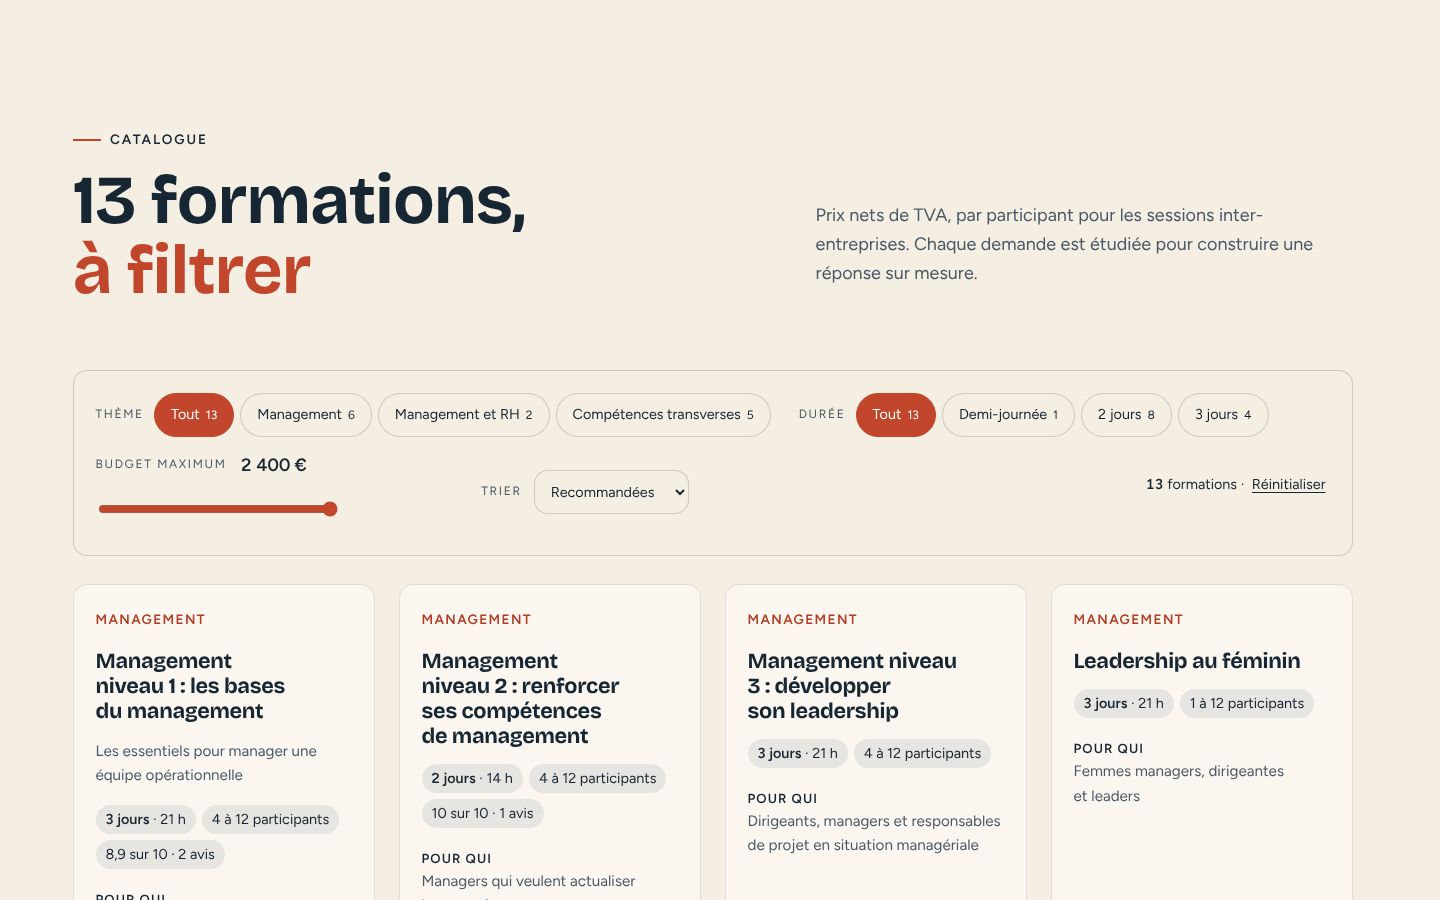 CATALOGUE
13 formations,
à filtrer
Prix nets de TVA, par participant pour les sessions inter-
entreprises. Chaque demande est étudiée pour construire une
réponse sur mesure.
THÈME Tout 13 Management 6 Management et RH 2 Compétences transverses 5 DURÉE Tout 13 Demi-journée 1 2 jours 8 3 jours 4
BUDGET MAXIMUM 2 400 €
TRIER Recommandées
13 formations · Réinitialiser
MANAGEMENT
Management
niveau 1 : les bases
du management
Les essentiels pour manager une
équipe opérationnelle
3 jours · 21 h 4 à 12 participants
8,9 sur 10 · 2 avis
POUR QUI
MANAGEMENT
Management
niveau 2 : renforcer
ses compétences
de management
2 jours · 14 h 4 à 12 participants
10 sur 10 · 1 avis
POUR QUI
Managers qui veulent actualiser
MANAGEMENT
Management niveau
3 : développer
son leadership
3 jours · 21 h 4 à 12 participants
POUR QUI
Dirigeants, managers et responsables
de projet en situation managériale
MANAGEMENT
Leadership au féminin
3 jours · 21 h 1 à 12 participants
POUR QUI
Femmes managers, dirigeantes
et leaders